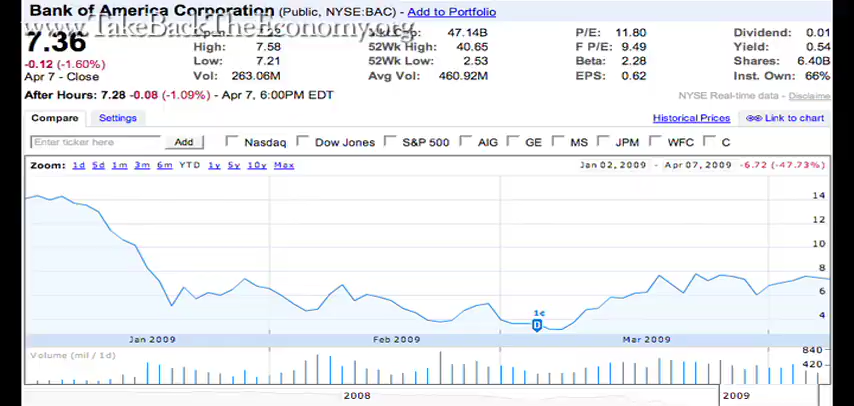 Bank of America Corporation (Public, NYSE:BAC) - Add to Portfolio
www.TakeBackTheEconomy.org
7.36
-0.12 (-1.60%)
Apr 7 - Close
High: 7.58
Low: 7.21
Vol: 263.06M
47.14B
52Wk High: 40.65
52Wk Low: 2.53
Avg Vol: 460.92M
P/E: 11.80
F P/E: 9.49
Beta: 2.28
EPS: 0.62
Dividend: 0.01
Yield: 0.54
Shares: 6.40B
Inst. Own: 66%
After Hours: 7.28 -0.08 (-1.09%) - Apr 7, 6:00PM EDT
NYSE Real-time data - Disclaimer
Compare Settings Historical Prices Link to chart
Enter ticker here Add Nasdaq Dow Jones S&P 500 AIG GE MS JPM WFC C
Zoom: 1d 5d 1m 3m 6m YTD 1y 5y 10y Max Jan 02, 2009 - Apr 07, 2009 -6.72 (-47.73%)
14
12
10
8
6
4
1c
D
Jan 2009 Feb 2009 Mar 2009
Volume (mil / 1d)
840
420
2008 2009